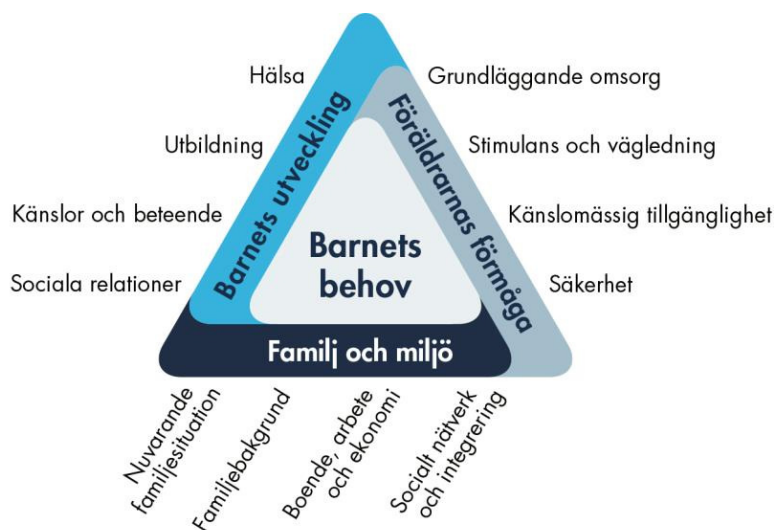 Hälsa
Utbildning
Känslor och beteende
Sociala relationer
Barnets utveckling
Grundläggande omsorg
Stimulans och vägledning
Känslomässig tillgänglighet
Säkerhet
Föräldrarnas förmåga
Barnets
behov
Familj och miljö
Nuvarande
familjesituation
Familjebakgrund
Boende, arbete
och ekonomi
Socialt nätverk
och integrering